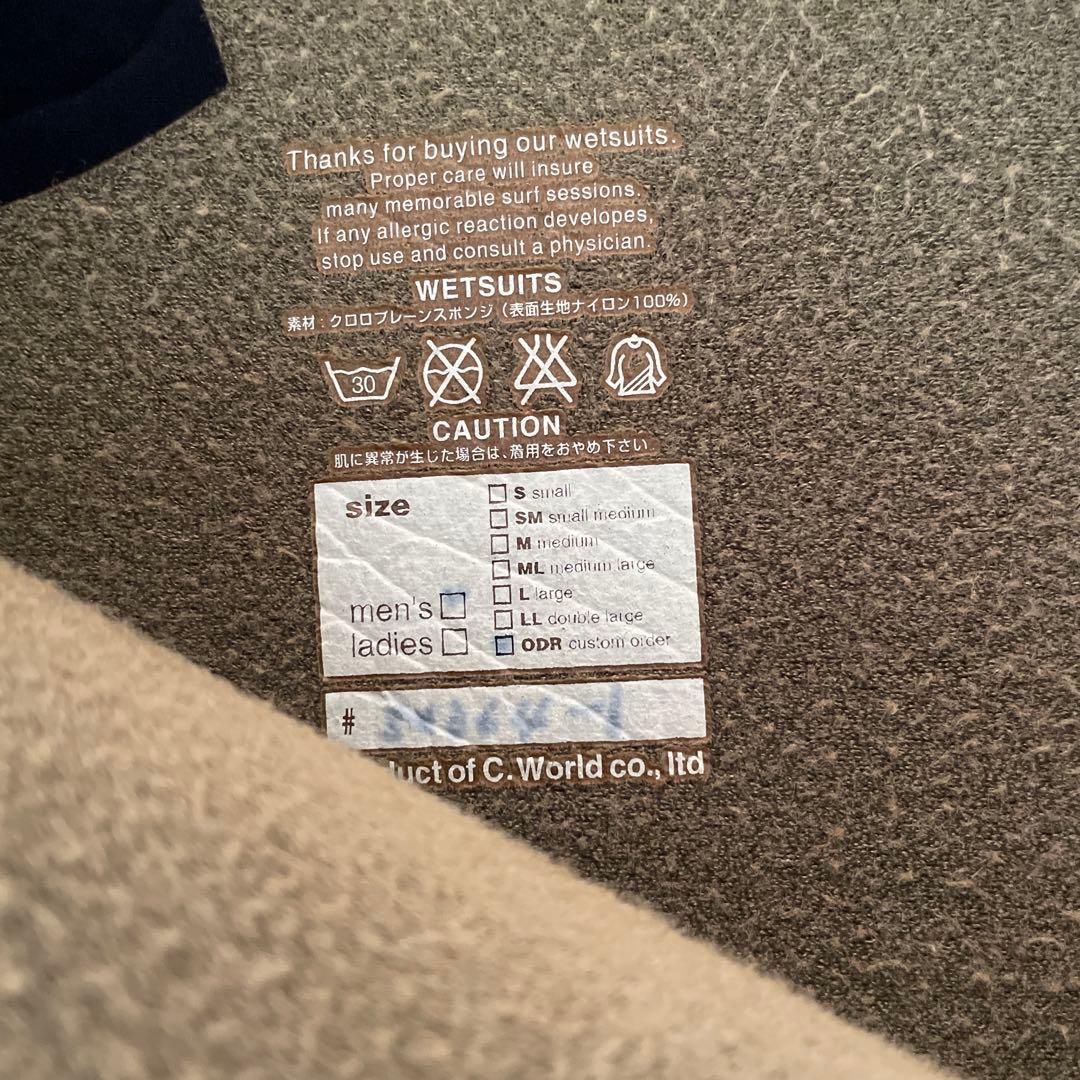 Thanks for buying our wetsuits.
Proper care will insure
many memorable surf sessions.
If any allergic reaction developes,
stop use and consult a physician.
WETSUITS
素材：クロロプレーンスポンジ（表面生地ナイロン100%）
30
CAUTION
肌に異常が生じた場合は、着用をおやめ下さい
size
S small
SM small medium
M medium
ML medium large
L large
LL double large
ODR custom order
men's
ladies
#
of C. World co., ltd